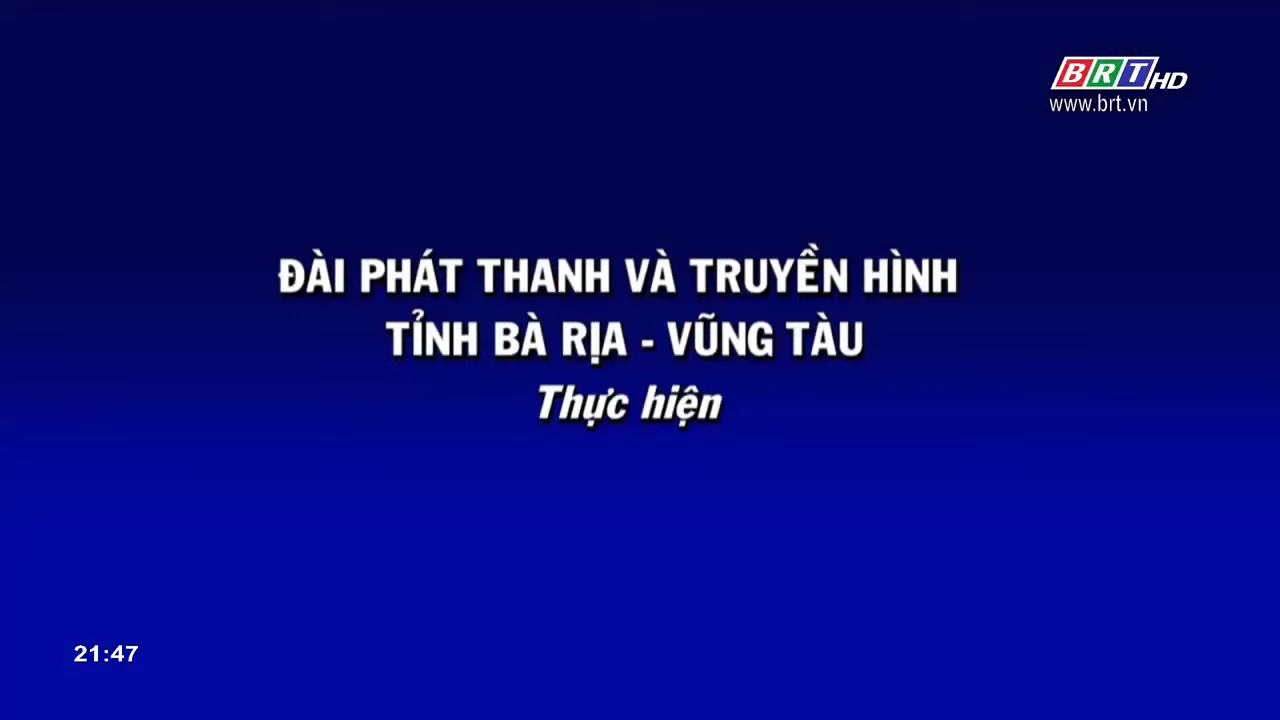 BRT HD
www.brt.vn
ĐÀI PHÁT THANH VÀ TRUYỀN HÌNH
TỈNH BÀ RỊA - VŨNG TÀU
Thực hiện
21:47